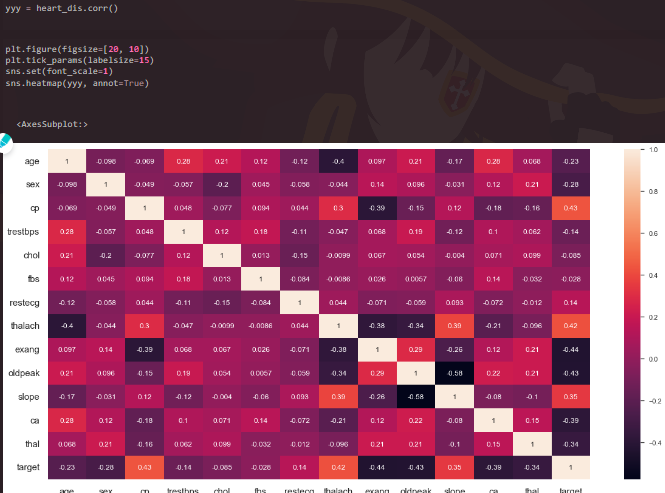 yyy = heart_dis.corr()
plt.figure(figsize=[20, 10])
plt.tick_params(labelsize=15)
sns.set(font_scale=1)
sns.heatmap(yyy, annot=True)
<AxesSubplot:>
age 1 -0.098 -0.069 0.28 0.21 0.12 -0.12 -0.4 0.097 0.21 -0.17 0.28 0.068 -0.23
sex -0.098 1 -0.049 -0.057 -0.2 0.045 -0.058 -0.044 0.14 0.096 -0.031 0.12 0.21 -0.28
cp -0.069 -0.049 1 0.048 -0.077 0.094 0.044 0.3 -0.39 -0.15 0.12 -0.18 -0.16 0.43
trestbps 0.28 -0.057 0.048 1 0.12 0.18 -0.11 -0.047 0.068 0.19 -0.12 0.1 0.062 -0.14
chol 0.21 -0.2 -0.077 0.12 1 0.013 -0.15 -0.0099 0.067 0.054 -0.004 0.071 0.099 -0.085
fbs 0.12 0.045 0.094 0.18 0.013 1 -0.084 -0.0086 0.026 0.0057 -0.06 0.14 -0.032 -0.028
restecg -0.12 -0.058 0.044 -0.11 -0.15 -0.084 1 0.044 -0.071 -0.059 0.093 -0.072 -0.012 0.14
thalach -0.4 -0.044 0.3 -0.047 -0.0099 -0.0086 0.044 1 -0.38 -0.34 0.39 -0.21 -0.096 0.42
exang 0.097 0.14 -0.39 0.068 0.067 0.026 -0.071 -0.38 1 0.29 -0.26 0.12 0.21 -0.44
oldpeak 0.21 0.096 -0.15 0.19 0.054 0.0057 -0.059 -0.34 0.29 1 -0.58 0.22 0.21 -0.43
slope -0.17 -0.031 0.12 -0.12 -0.004 -0.06 0.093 0.39 -0.26 -0.58 1 -0.08 -0.1 0.35
ca 0.28 0.12 -0.18 0.1 0.071 0.14 -0.072 -0.21 0.12 0.22 -0.08 1 0.15 -0.39
thal 0.068 0.21 -0.16 0.062 0.099 -0.032 -0.012 -0.096 0.21 0.21 -0.1 0.15 1 -0.34
target -0.23 -0.28 0.43 -0.14 -0.085 -0.028 0.14 0.42 -0.44 -0.43 0.35 -0.39 -0.34 1
age sex cp trestbps chol fbs restecg thalach exang oldpeak slope ca thal target
1.0
0.8
0.6
0.4
0.2
0.0
-0.2
-0.4